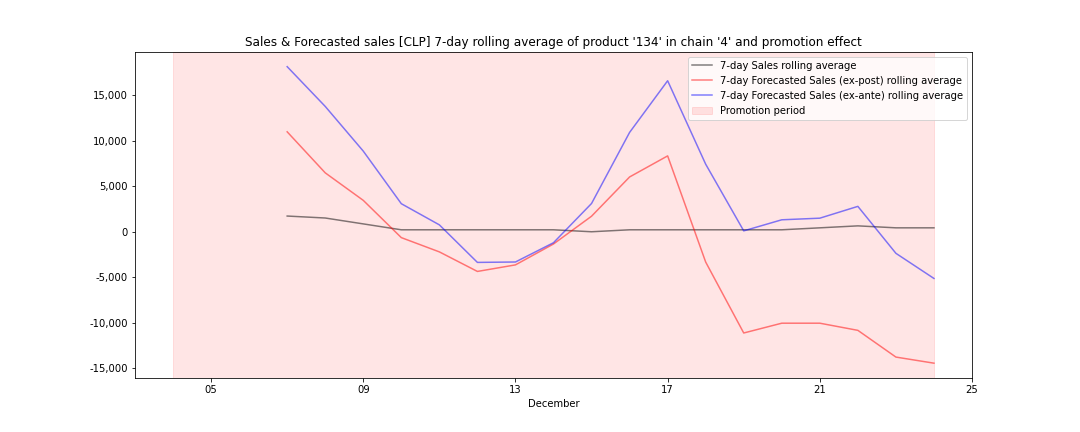 Sales & Forecasted sales [CLP] 7-day rolling average of product '134' in chain '4' and promotion effect
7-day Sales rolling average
7-day Forecasted Sales (ex-post) rolling average
7-day Forecasted Sales (ex-ante) rolling average
Promotion period
15,000
10,000
5,000
0
-5,000
-10,000
-15,000
05 09 13 17 21 25
December